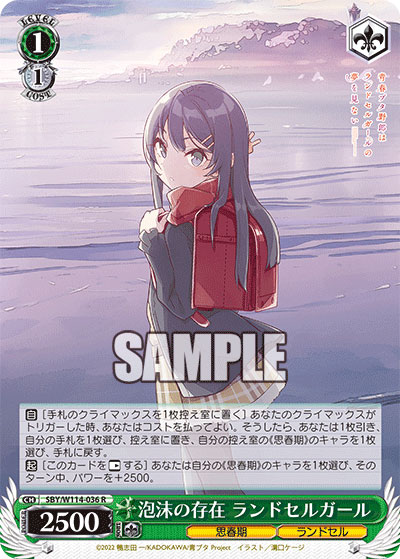 LEVEL
1
1
COST
青春ブタ野郎は
ランドセルガールの
夢を見ない
SAMPLE
自[手札のクライマックスを1枚控え室に置く]あなたのクライマックスが
トリガーした時、あなたはコストを払ってよい。そうしたら、あなたは1枚引き、
自分の手札を1枚選び、控え室に置き、自分の控え室の《思春期》のキャラを1枚
選び、手札に戻す。
起[このカードを[レスト]する]あなたは自分の《思春期》のキャラを1枚選び、その
ターン中、パワーを+2500。
CH
SBY/W114-036 R
2500
泡沫の存在 ランドセルガール
思春期
ランドセル
©2022 鴨志田 一/KADOKAWA/青ブタ Project イラスト/溝口ケージ